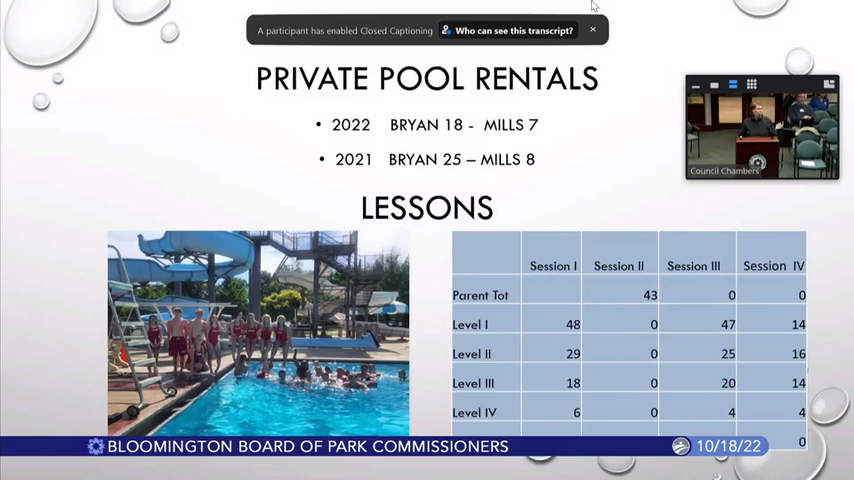 A participant has enabled Closed Captioning Who can see this transcript?
PRIVATE POOL RENTALS
• 2022 BRYAN 18 - MILLS 7
• 2021 BRYAN 25 – MILLS 8
Council Chambers
LESSONS
Session I Session II Session III Session IV
Parent Tot 43 0 0
Level I 48 0 47 14
Level II 29 0 25 16
Level III 18 0 20 14
Level IV 6 0 4 4
0
BLOOMINGTON BOARD OF PARK COMMISSIONERS 10/18/22